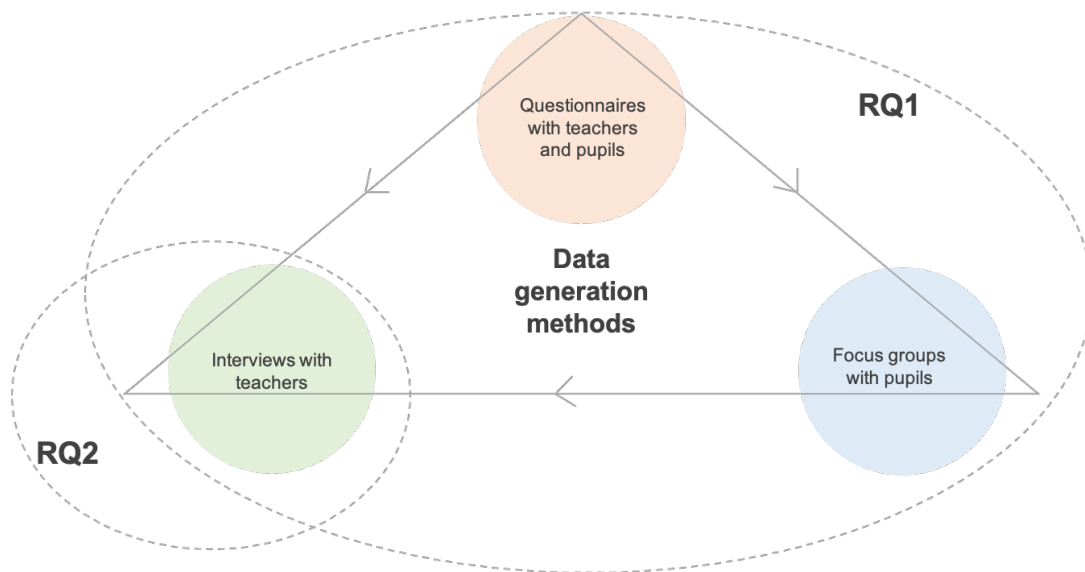 Questionnaires
with teachers
and pupils
RQ1
Data
generation
methods
Interviews with
teachers
Focus groups
with pupils
RQ2